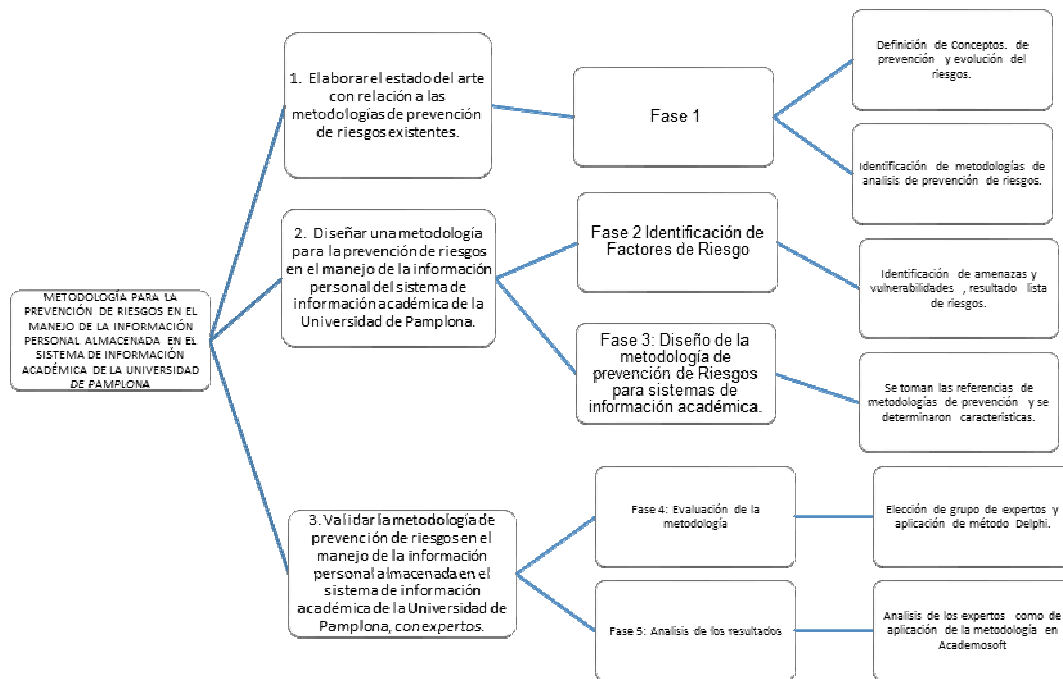 METODOLOGÍA PARA LA
PREVENCIÓN DE RIESGOS EN EL
MANEJO DE LA INFORMACIÓN
PERSONAL ALMACENADA EN EL
SISTEMA DE INFORMACIÓN
ACADÉMICA DE LA UNIVERSIDAD
DE PAMPLONA
1. Elaborar el estado del arte
con relación a las
metodologías de prevención
de riesgos existentes.
Fase 1
Definición de Conceptos. de
prevención y evolución del
riesgos.
Identificación de metodologías de
analisis de prevención de riesgos.
2. Diseñar una metodología
para la prevención de riesgos
en el manejo de la información
personal del sistema de
información académica de la
Universidad de Pamplona.
Fase 2 Identificación de
Factores de Riesgo
Identificación de amenazas y
vulnerabilidades , resultado lista
de riesgos.
Fase 3: Diseño de la
metodología de
prevención de Riesgos
para sistemas de
información académica.
Se toman las referencias de
metodologías de prevención y se
determinaron caracteristicas.
3. Validar la metodología de
prevención de riesgos en el
manejo de la información
personal almacenada en el
sistema de información
académica de la Universidad de
Pamplona, con expertos.
Fase 4: Evaluación de la
metodología
Elección de grupo de expertos y
aplicación de método Delphi.
Fase 5: Analisis de los resultados
Analisis de los expertos como de
aplicación de la metodología en
Academosoft